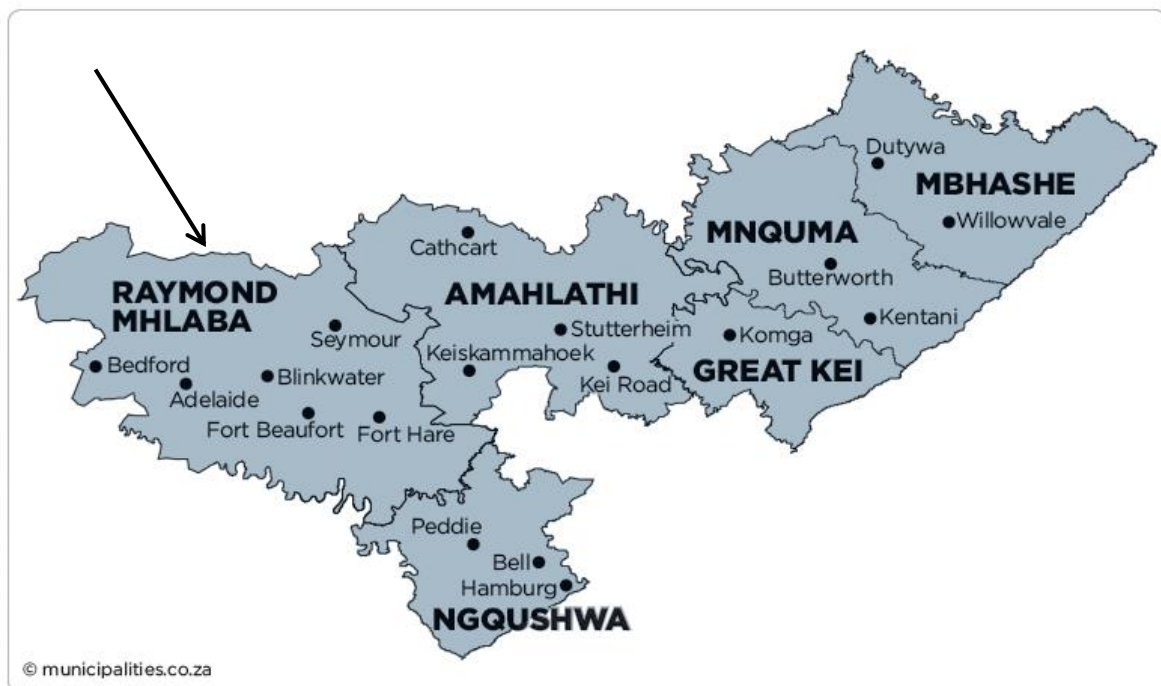 Dutywa
MBHASHE
Willowvale
MNQUMA
Butterworth
Kentani
Cathcart
AMAHLATHI
Stutterheim
Keiskammahoek
Kei Road
Komga
GREAT KEI
RAYMOND
MHLABA
Seymour
Bedford
Blinkwater
Adelaide
Fort Beaufort
Fort Hare
Peddie
Bell
Hamburg
NGQUSHWA
© municipalities.co.za